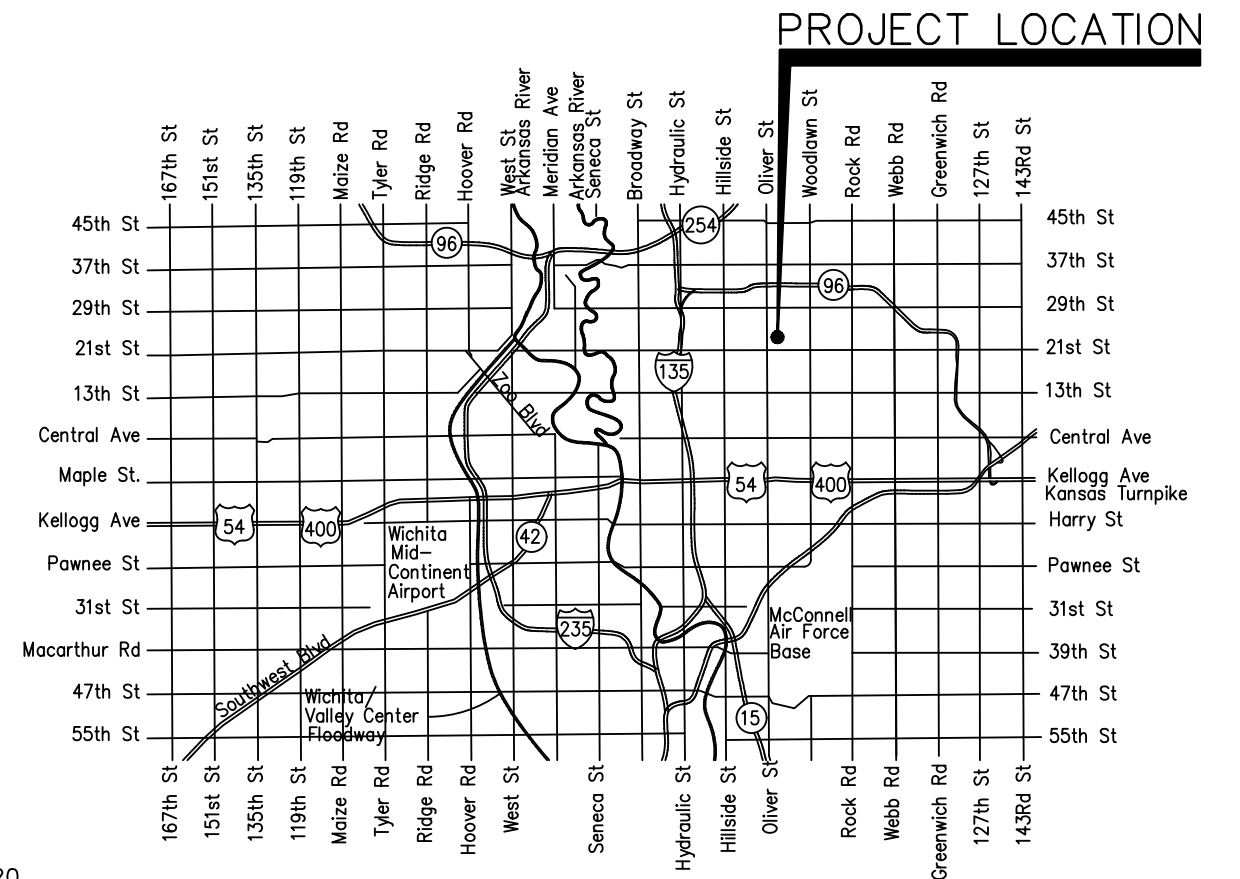 PROJECT LOCATION
167th St
151st St
135th St
119th St
Maize Rd
Tyler Rd
Ridge Rd
Hoover Rd
West St
Arkansas River
Meridian Ave
Arkansas River
Seneca St
Broadway St
Hydraulic St
Hillside St
Oliver St
Woodlawn St
Rock Rd
Webb Rd
Greenwich Rd
127th St
143Rd St
45th St
37th St
29th St
21st St
13th St
Central Ave
Maple St.
Kellogg Ave
Pawnee St
31st St
Macarthur Rd
47th St
55th St
96
254
96
135
Zoo Blvd
54
400
54
400
42
Wichita
Mid-
Continent
Airport
235
McConnell
Air Force
Base
Southwest Blvd
Wichita/
Valley Center
Floodway
15
45th St
37th St
29th St
21st St
13th St
Central Ave
Kellogg Ave
Kansas Turnpike
Harry St
Pawnee St
31st St
39th St
47th St
55th St
167th St
151st St
135th St
119th St
Maize Rd
Tyler Rd
Ridge Rd
Hoover Rd
West St
Seneca St
Hydraulic St
Hillside St
Oliver St
Rock Rd
Webb Rd
Greenwich Rd
127th St
143Rd St
20